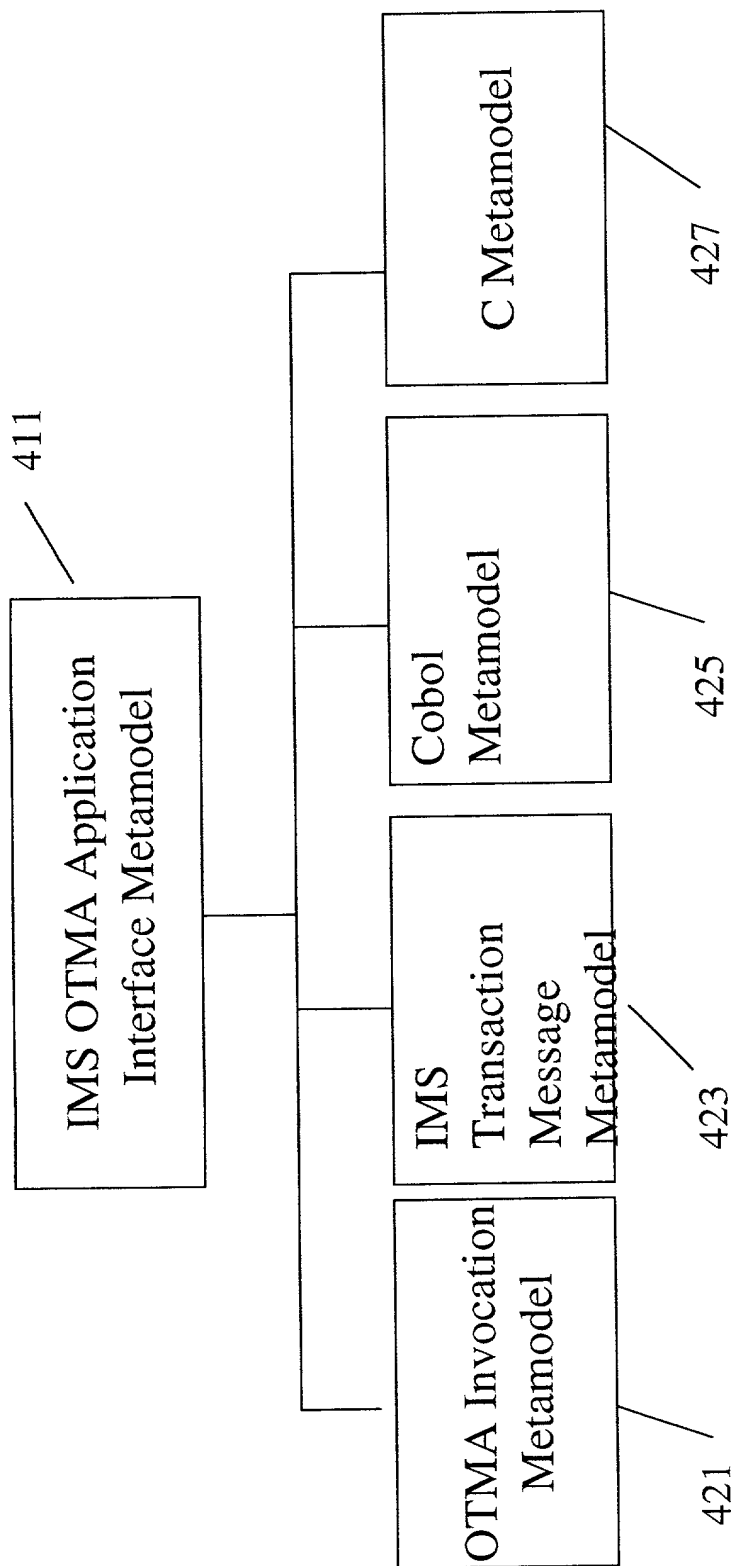 411
IMS OTMA Application
Interface Metamodel
OTMA Invocation
Metamodel
421
IMS
Transaction
Message
Metamodel
423
Cobol
Metamodel
425
C Metamodel
427